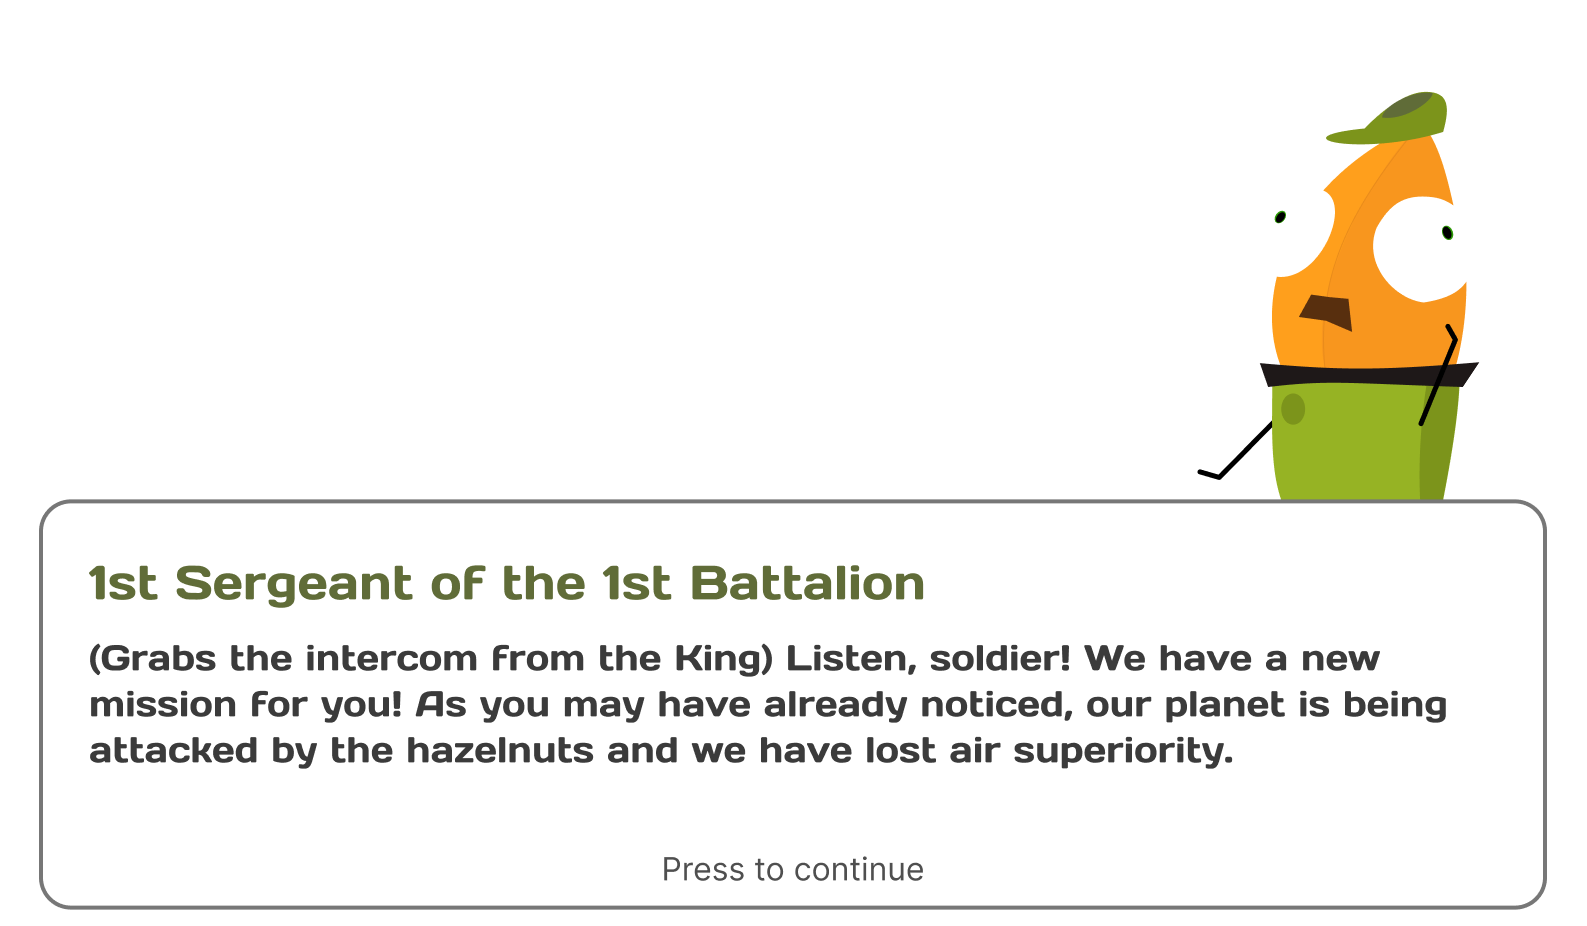 1st Sergeant of the 1st Battalion
(Grabs the intercom from the King) Listen, soldier! We have a new
mission for you! As you may have already noticed, our planet is being
attacked by the hazelnuts and we have lost air superiority.
Press to continue